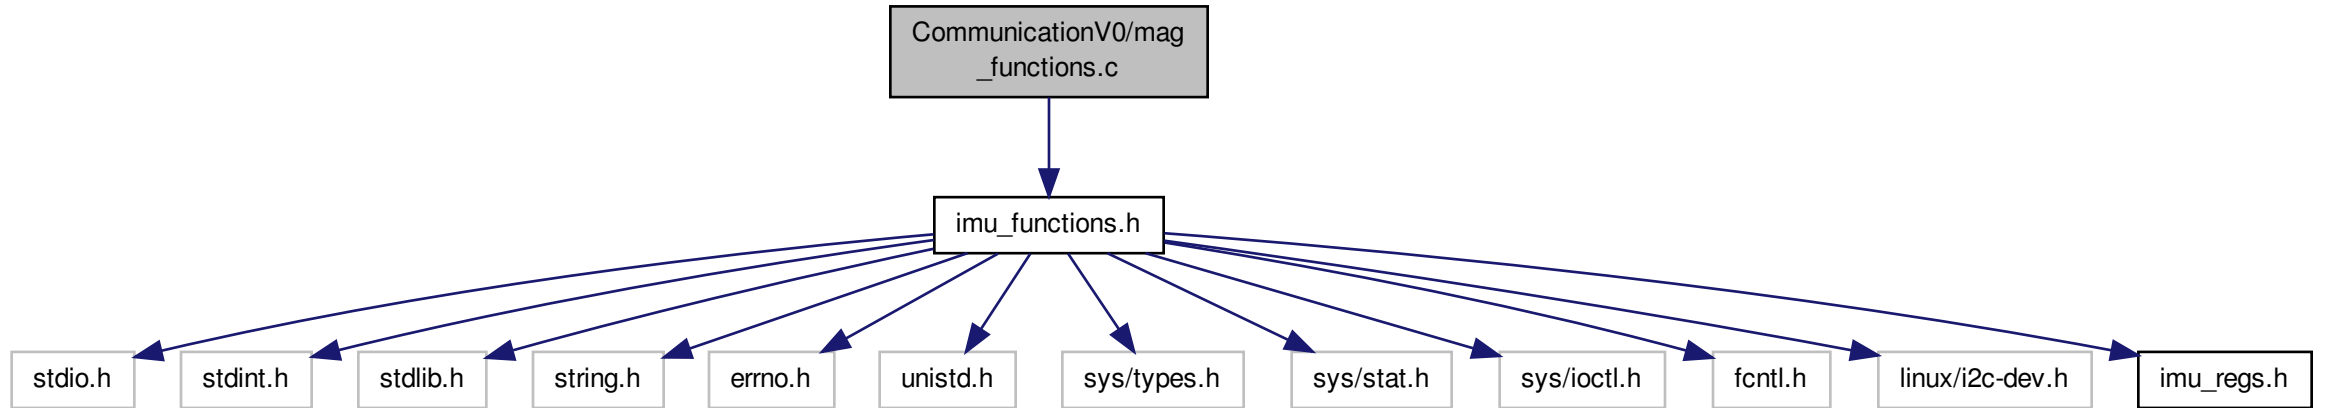 CommunicationV0/mag
_functions.c
imu_functions.h
stdio.h
stdint.h
stdlib.h
string.h
errno.h
unistd.h
sys/types.h
sys/stat.h
sys/ioctl.h
fcntl.h
linux/i2c-dev.h
imu_regs.h